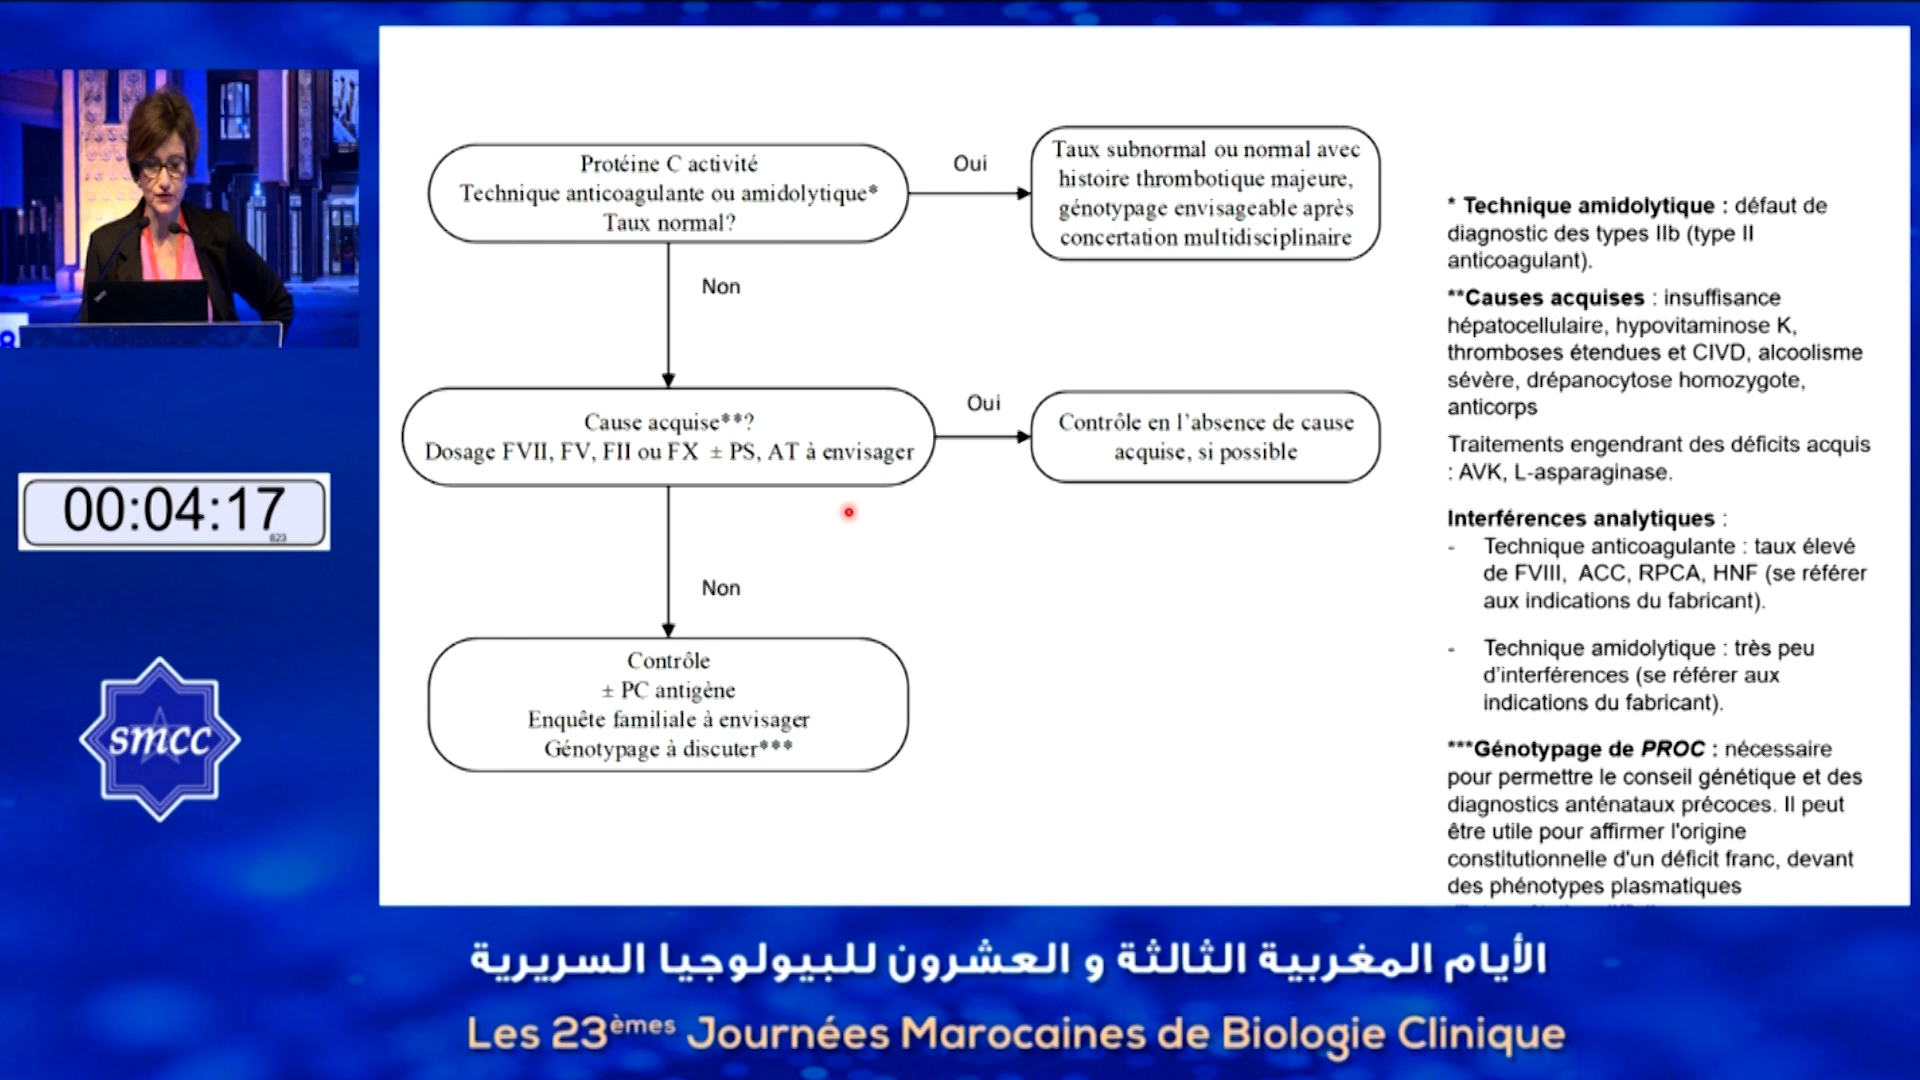 Protéine C activité
Technique anticoagulante ou amidolytique*
Taux normal?
Oui
Taux subnormal ou normal avec
histoire thrombotique majeure,
génotypage envisageable après
concertation multidisciplinaire
Non
Cause acquise**?
Dosage FVII, FV, FII ou FX ± PS, AT à envisager
Oui
Contrôle en l'absence de cause
acquise, si possible
Non
Contrôle
± PC antigène
Enquête familiale à envisager
Génotypage à discuter***
* Technique amidolytique : défaut de
diagnostic des types IIb (type II
anticoagulant).
**Causes acquises : insuffisance
hépatocellulaire, hypovitaminose K,
thromboses étendues et CIVD, alcoolisme
sévère, drépanocytose homozygote,
anticorps
Traitements engendrant des déficits acquis
: AVK, L-asparaginase.
Interférences analytiques :
- Technique anticoagulante : taux élevé
de FVIII, ACC, RPCA, HNF (se référer
aux indications du fabricant).
- Technique amidolytique : très peu
d'interférences (se référer aux
indications du fabricant).
***Génotypage de PROC : nécessaire
pour permettre le conseil génétique et des
diagnostics anténataux précoces. Il peut
être utile pour affirmer l'origine
constitutionnelle d'un déficit franc, devant
des phénotypes plasmatiques
00:04:17
823
smcc
الأيام المغربية الثالثة و العشرون للبيولوجيا السريرية
Les 23èmes Journées Marocaines de Biologie Clinique